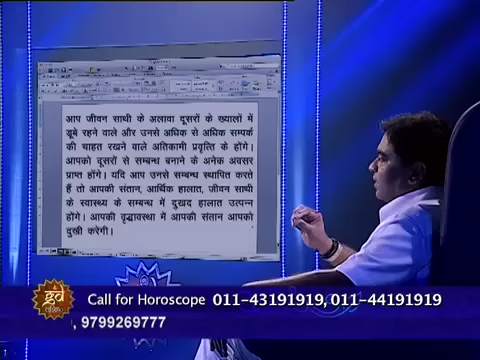 आप जीवन साथी के अलावा दूसरों के ख्यालों में
डूबे रहने वाले और उनसे अधिक से अधिक सम्पर्क
की चाहत रखने वाले अतिकामी प्रवृत्ति के होंगे।
आपको दूसरों से सम्बन्ध बनाने के अनेक अवसर
प्राप्त होंगे। यदि आप उनसे सम्बन्ध स्थापित करते
हैं तो आपकी संतान, आर्थिक हालात, जीवन साथी
के स्वास्थ्य के सम्बन्ध में दुखद हालात उत्पन्न
होंगे। आपकी वृद्धावस्था में आपकी संतान आपको
दुखी करेगी।
Call for Horoscope 011-43191919, 011-44191919
, 9799269777